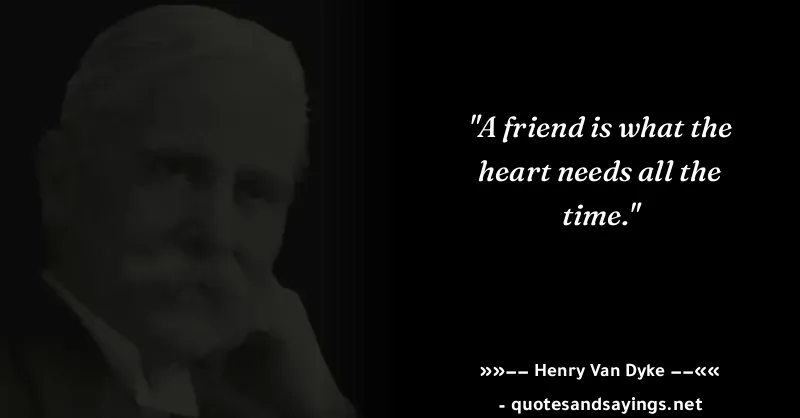 "A friend is what the
heart needs all the
time."
»»−− Henry Van Dyke −−««
- quotesandsayings.net